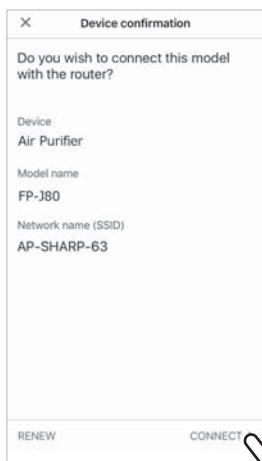 × Device confirmation
Do you wish to connect this model
with the router?
Device
Air Purifier
Model name
FP-J80
Network name (SSID)
AP-SHARP-63
RENEW CONNECT